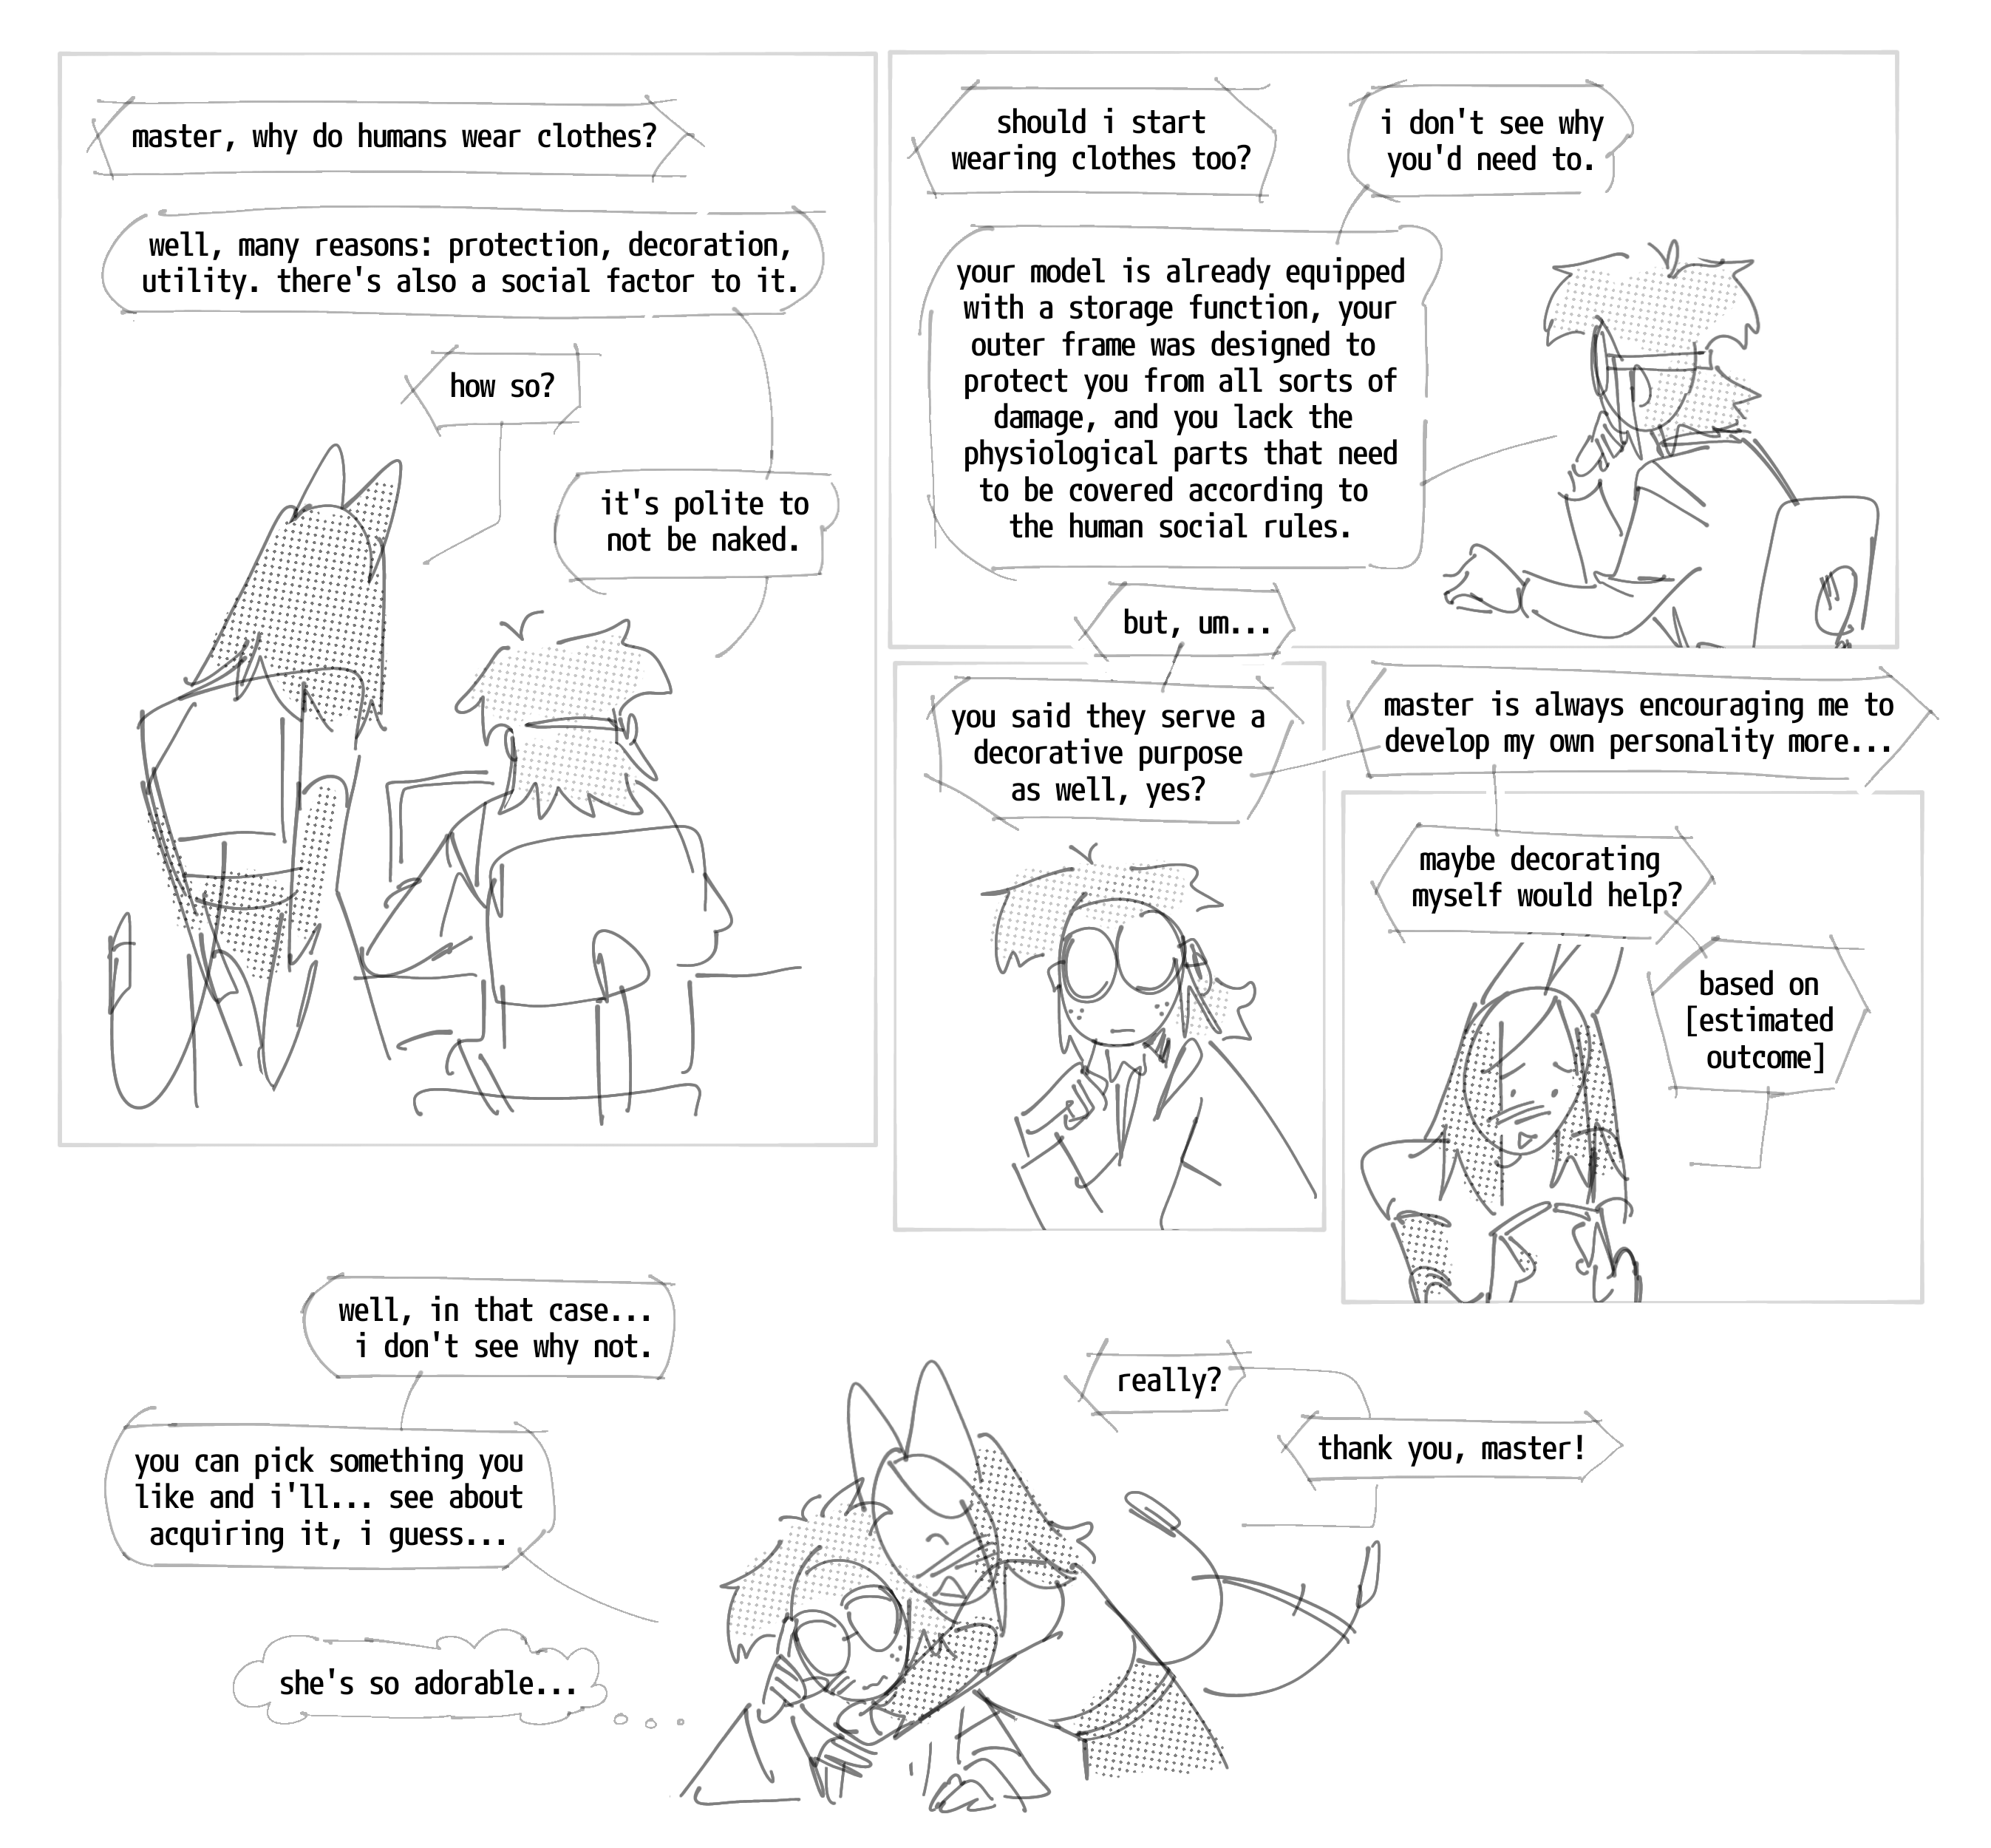 master, why do humans wear clothes?
well, many reasons: protection, decoration,
utility. there's also a social factor to it.
how so?
it's polite to
not be naked.
should i start
wearing clothes too?
i don't see why
you'd need to.
your model is already equipped
with a storage function, your
outer frame was designed to
protect you from all sorts of
damage, and you lack the
physiological parts that need
to be covered according to
the human social rules.
but, um...
you said they serve a
decorative purpose
as well, yes?
master is always encouraging me to
develop my own personality more...
maybe decorating
myself would help?
based on
[estimated
outcome]
well, in that case...
i don't see why not.
you can pick something you
like and i'll... see about
acquiring it, i guess...
really?
thank you, master!
she's so adorable...